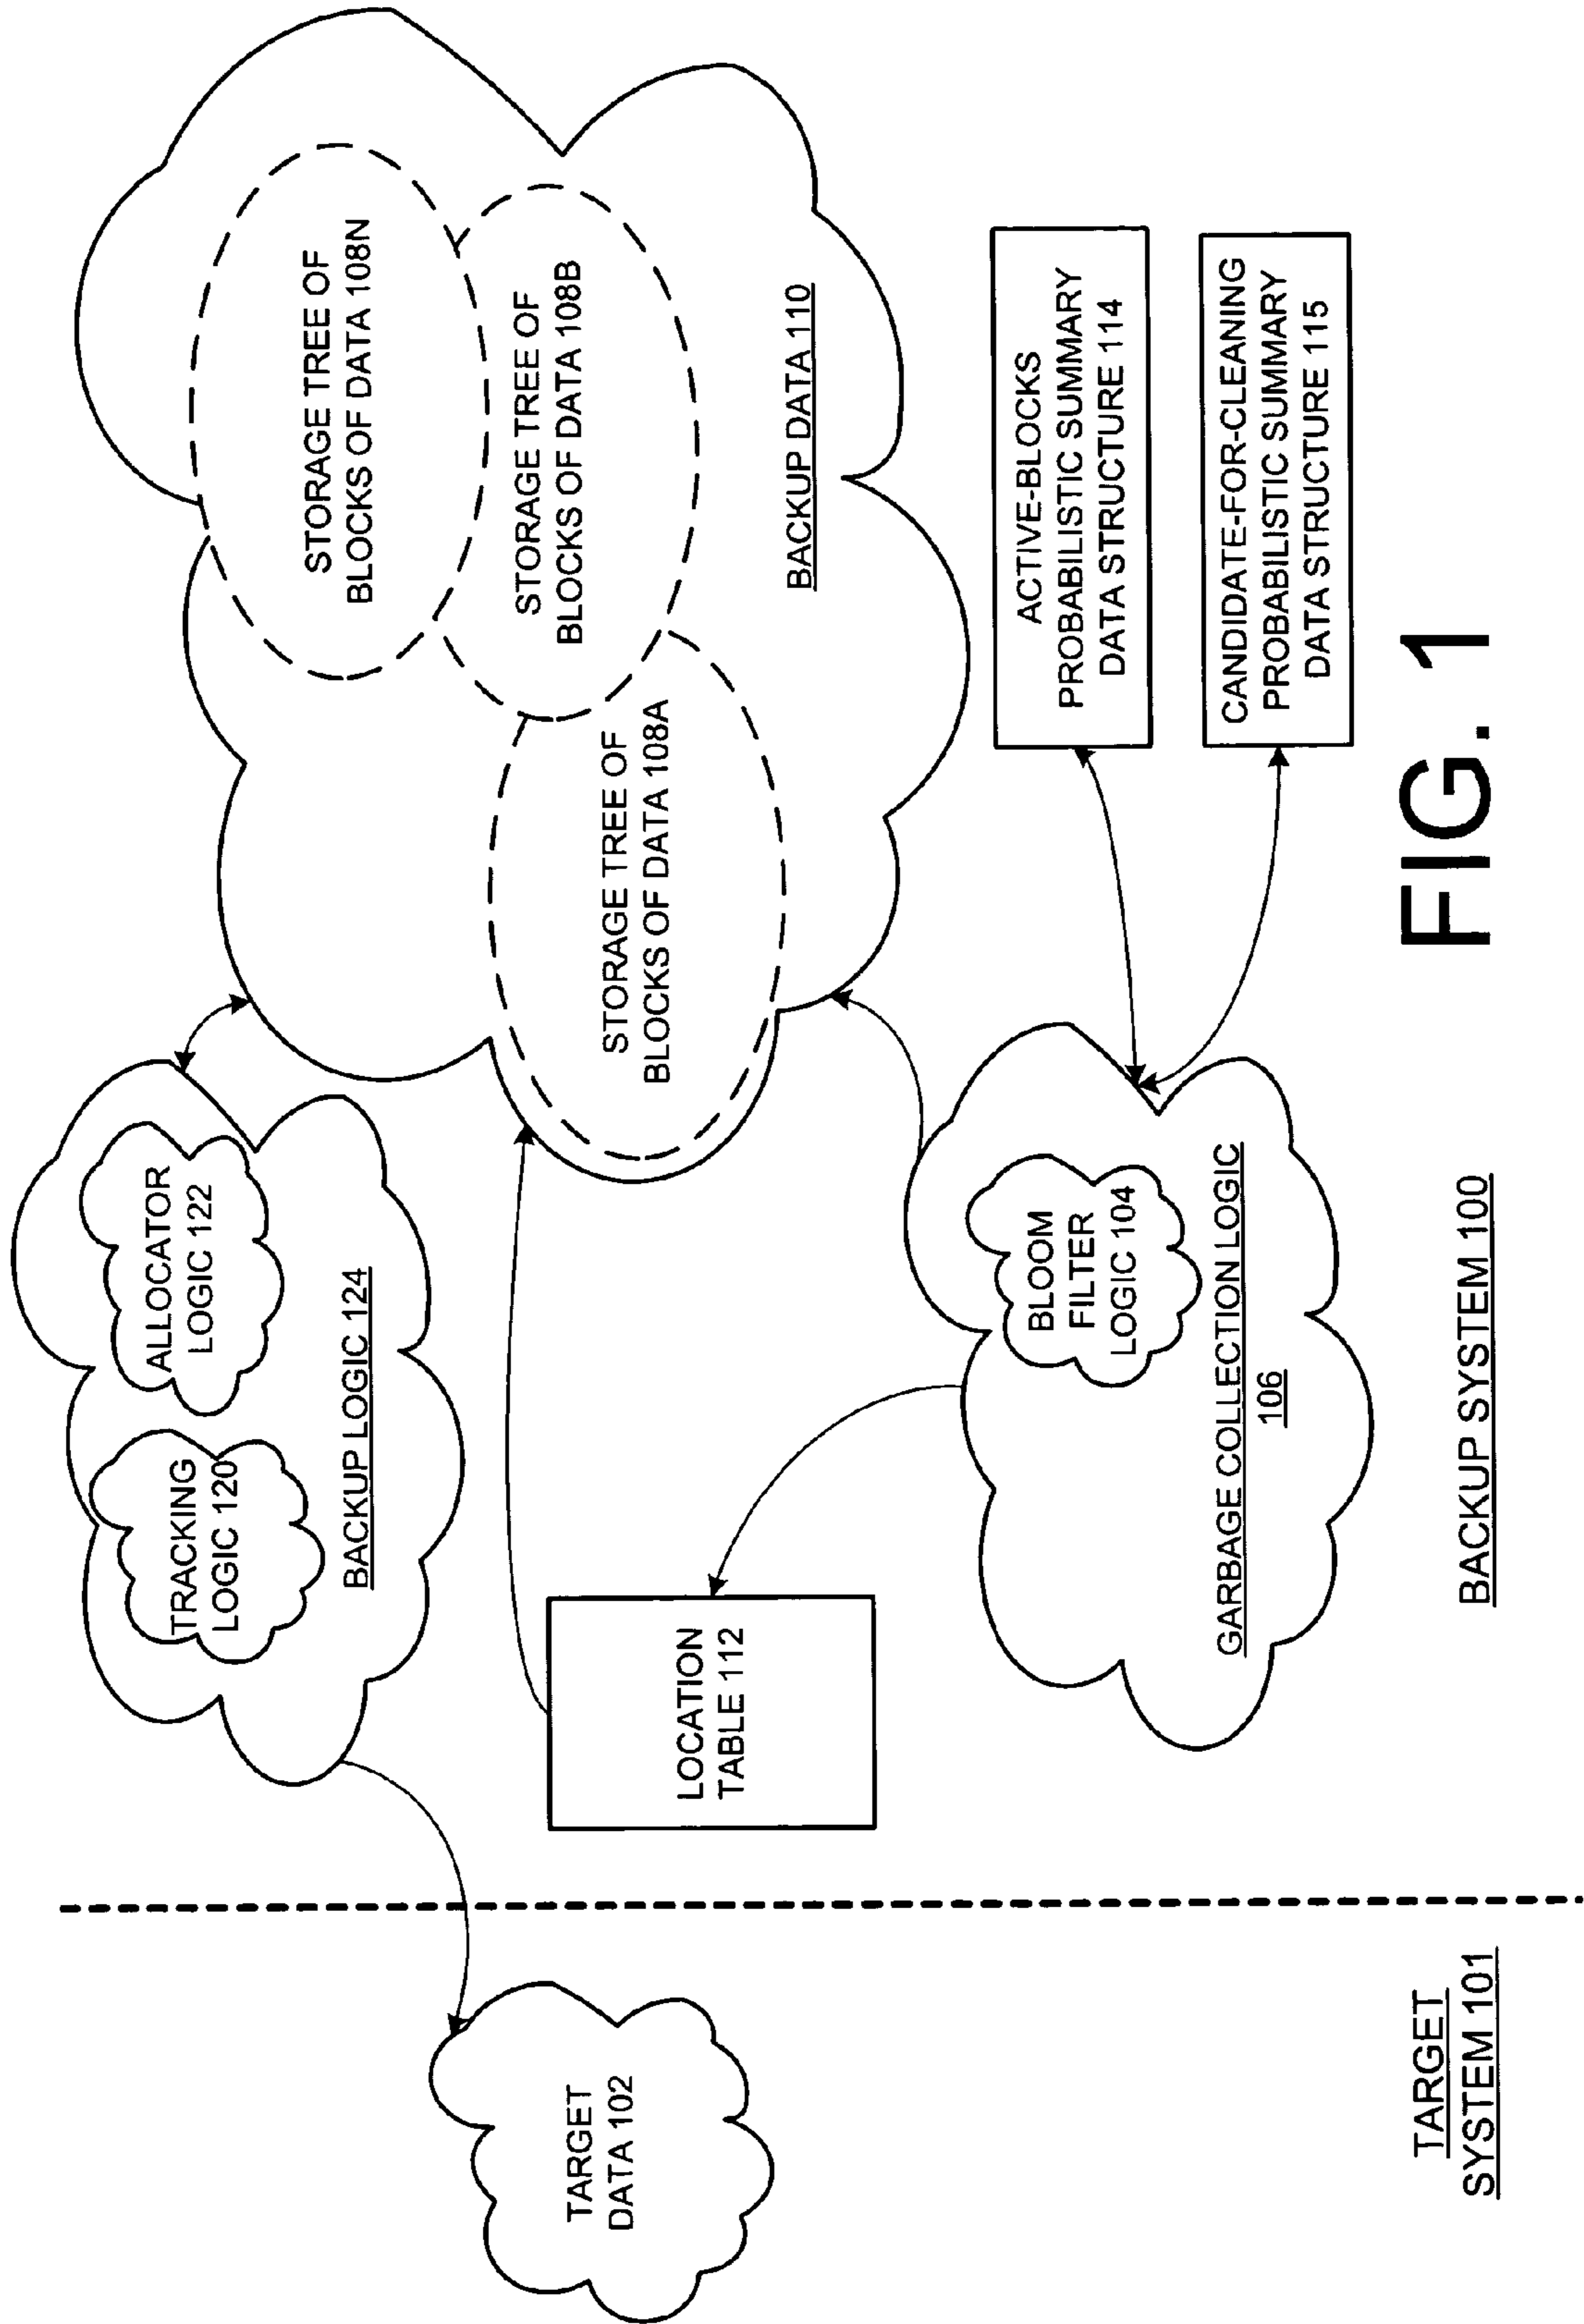 TRACKING
LOGIC 120
ALLOCATOR
LOGIC 122
BACKUP LOGIC 124
STORAGE TREE OF
BLOCKS OF DATA 108N
STORAGE TREE OF
BLOCKS OF DATA 108B
STORAGE TREE OF
BLOCKS OF DATA 108A
BACKUP DATA 110
TARGET
DATA 102
LOCATION
TABLE 112
BLOOM
FILTER
LOGIC 104
GARBAGE COLLECTION LOGIC
106
ACTIVE-BLOCKS
PROBABILISTIC SUMMARY
DATA STRUCTURE 114
CANDIDATE-FOR-CLEANING
PROBABILISTIC SUMMARY
DATA STRUCTURE 115
TARGET
SYSTEM 101
BACKUP SYSTEM 100
FIG. 1